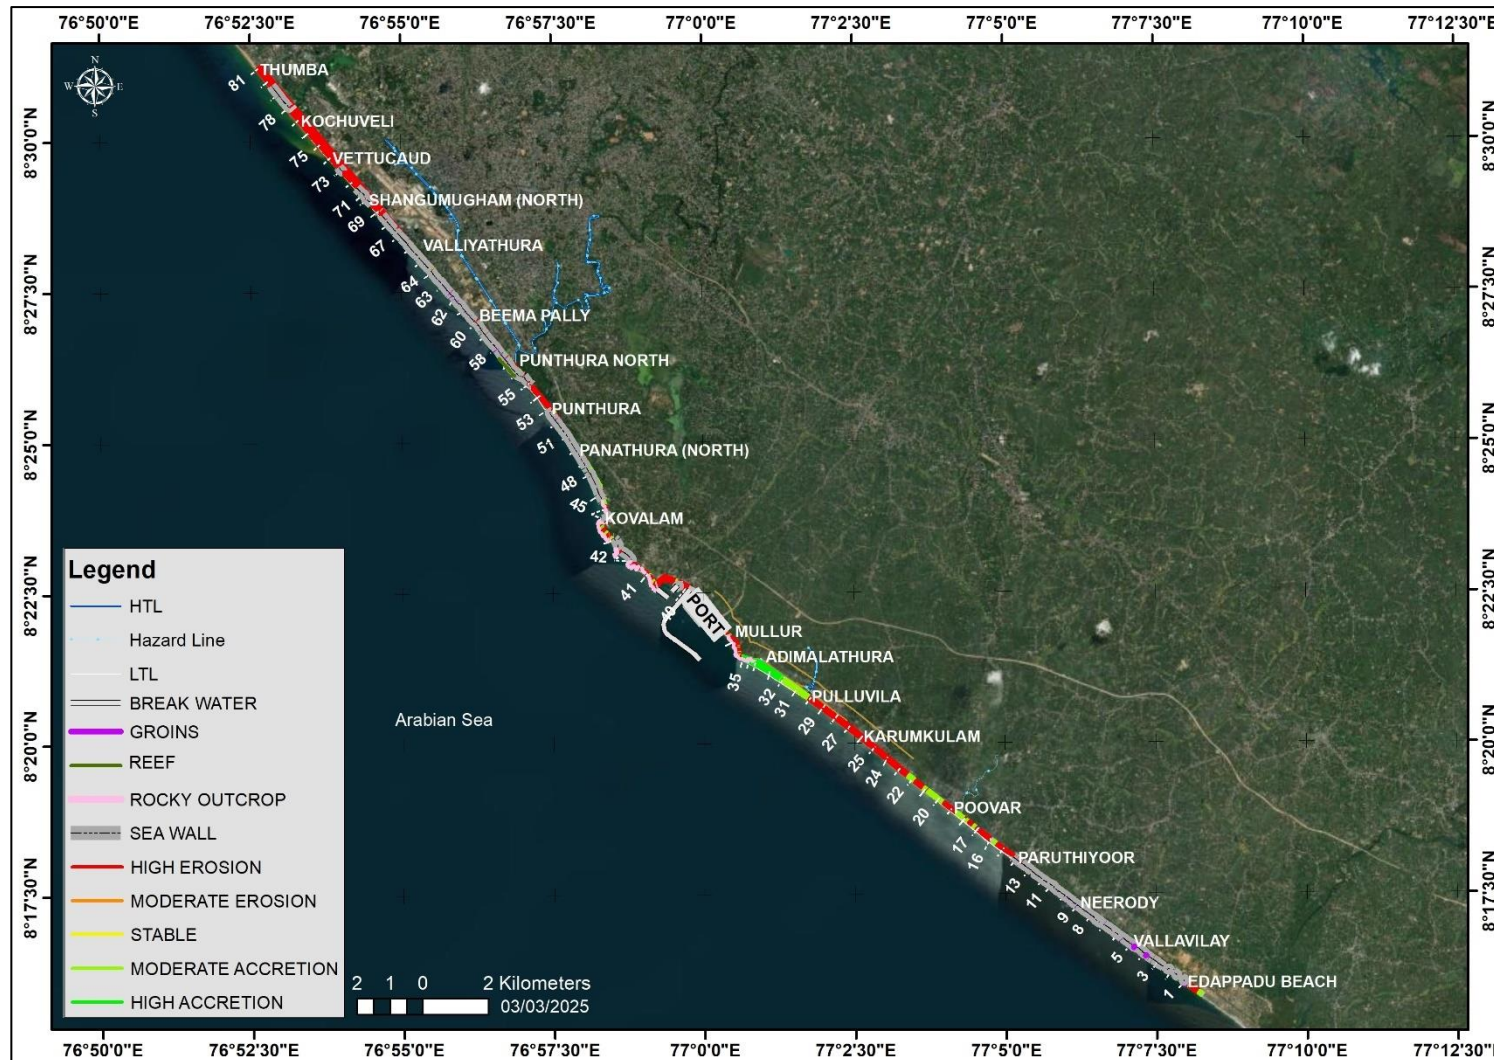 76°50'0"E 76°52'30"E 76°55'0"E 76°57'30"E 77°0'0"E 77°2'30"E 77°5'0"E 77°7'30"E 77°10'0"E 77°12'30"E
N
W E
S
THUMBA
81
78
KOCHUVELI
8°30'0"N
8°30'0"N
75
VETTUCAUD
73
71
SHANGUMUGHAM (NORTH)
69
67
VALLIYATHURA
64
63
8°27'30"N
8°27'30"N
62
BEEMA PALLY
60
58
PUNTHURA NORTH
55
PUNTHURA
53
51
8°25'0"N
8°25'0"N
PANATHURA (NORTH)
48
45
KOVALAM
42
41
8°22'30"N
8°22'30"N
PORT
MULLUR
ADIMALATHURA
35
32
31
PULLUVILA
29
27
KARUMKULAM
Arabian Sea
8°20'0"N
8°20'0"N
25
24
22
20
POOVAR
17
16
PARUTHIYOOR
13
11
8°17'30"N
8°17'30"N
9
NEERODY
8
VALLAVILAY
5
3
1
EDAPPADU BEACH
Legend
HTL
Hazard Line
LTL
BREAK WATER
GROINS
REEF
ROCKY OUTCROP
SEA WALL
HIGH EROSION
MODERATE EROSION
STABLE
MODERATE ACCRETION
HIGH ACCRETION
2 1 0 2 Kilometers
03/03/2025
76°50'0"E 76°52'30"E 76°55'0"E 76°57'30"E 77°0'0"E 77°2'30"E 77°5'0"E 77°7'30"E 77°10'0"E 77°12'30"E